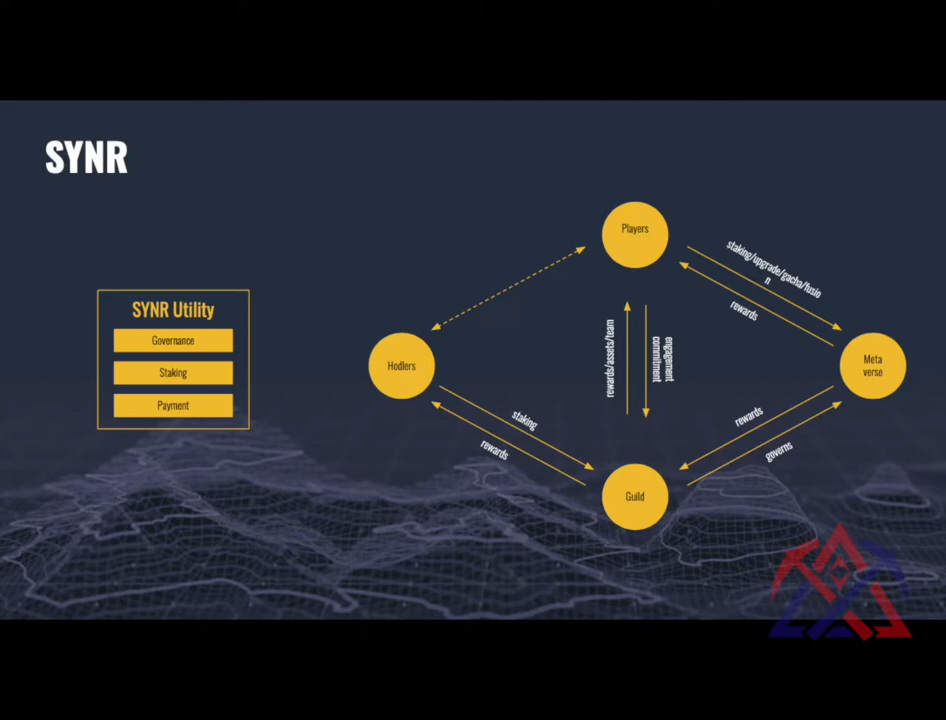 SYNR
SYNR Utility
Governance
Staking
Payment
Players
staking/upgrade/gacha/fusio
n
rewards
rewards/assets/team
engagement
commitment
Hodlers
Meta
verse
staking
rewards
rewards
governs
Guild